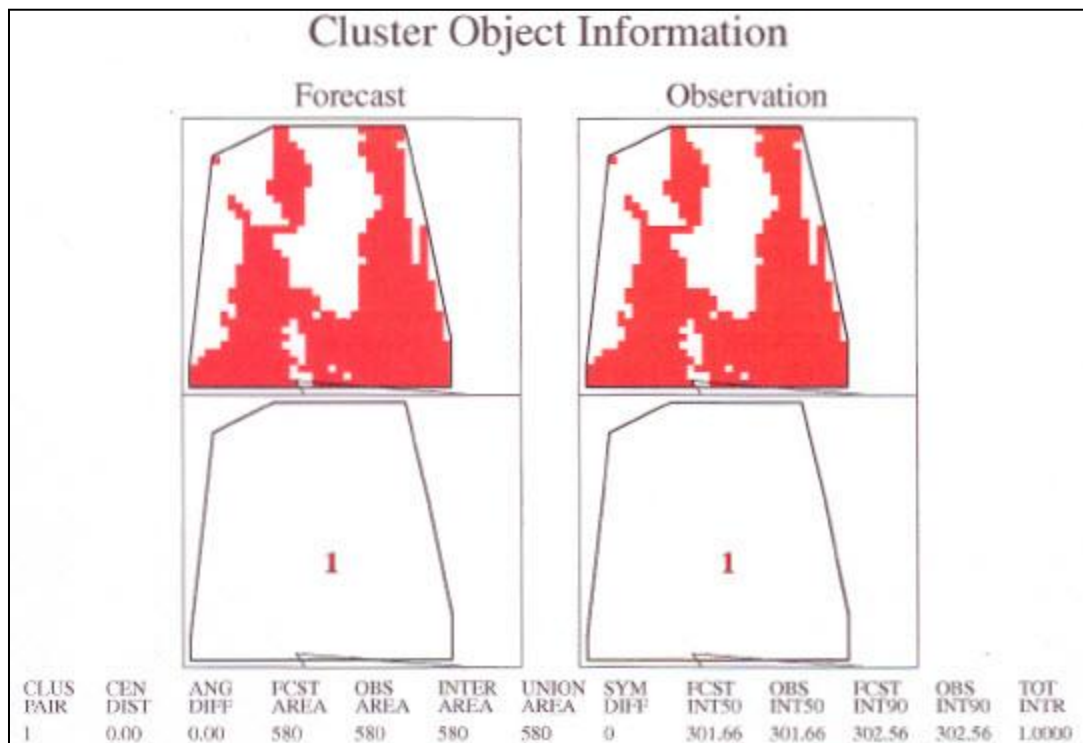 Cluster Object Information
Forecast Observation
1 1
CLUS CEN ANG FCST OBS INTER UNION SYM FCST OBS FCST OBS TOT
PAIR DIST DIFF AREA AREA AREA AREA DIFF INT50 INT50 INT90 INT90 INTR
1 0.00 0.00 580 580 580 580 0 301.66 301.66 302.56 302.56 1.0000